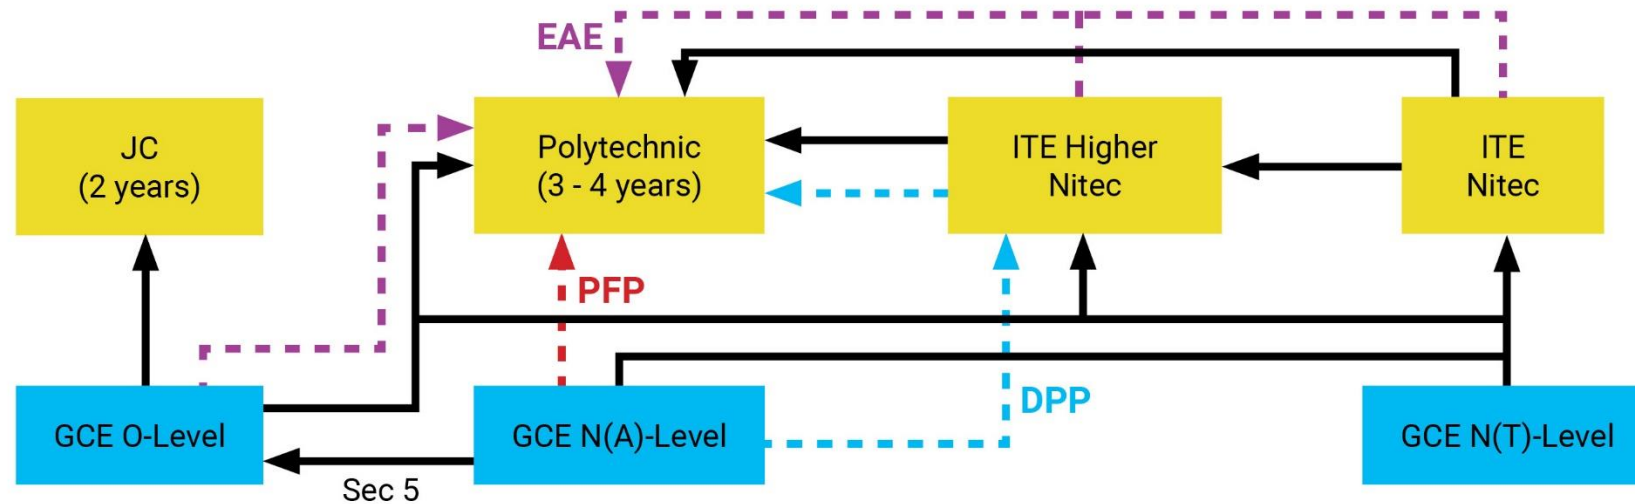 EAE
JC
(2 years)
Polytechnic
(3 - 4 years)
ITE Higher
Nitec
ITE
Nitec
PFP
DPP
GCE O-Level
GCE N(A)-Level
GCE N(T)-Level
Sec 5